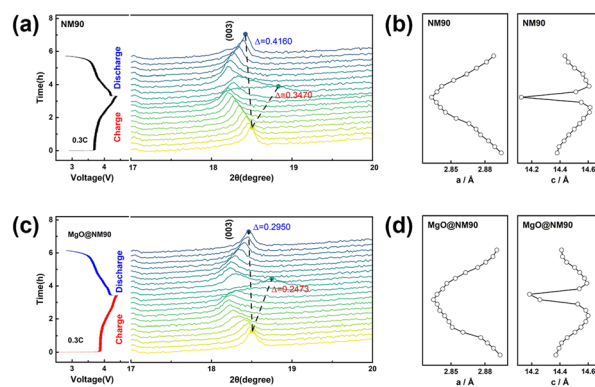 (a)
NM90
(003)
Δ=0.4160
Δ=0.3470
Discharge
Charge
0.3C
Time(h)
8
6
4
2
0
3 4
Voltage(V)
17 18 19 20
2θ(degree)
(b)
NM90 NM90
2.85 2.88
a / Å
14.2 14.4 14.6
c / Å
(c)
MgO@NM90
(003)
Δ=0.2950
Δ=0.2473
Discharge
Charge
0.3C
Time(h)
8
6
4
2
0
3 4
Voltage(V)
17 18 19 20
2θ(degree)
(d)
MgO@NM90 MgO@NM90
2.85 2.88
a / Å
14.2 14.4 14.6
c / Å